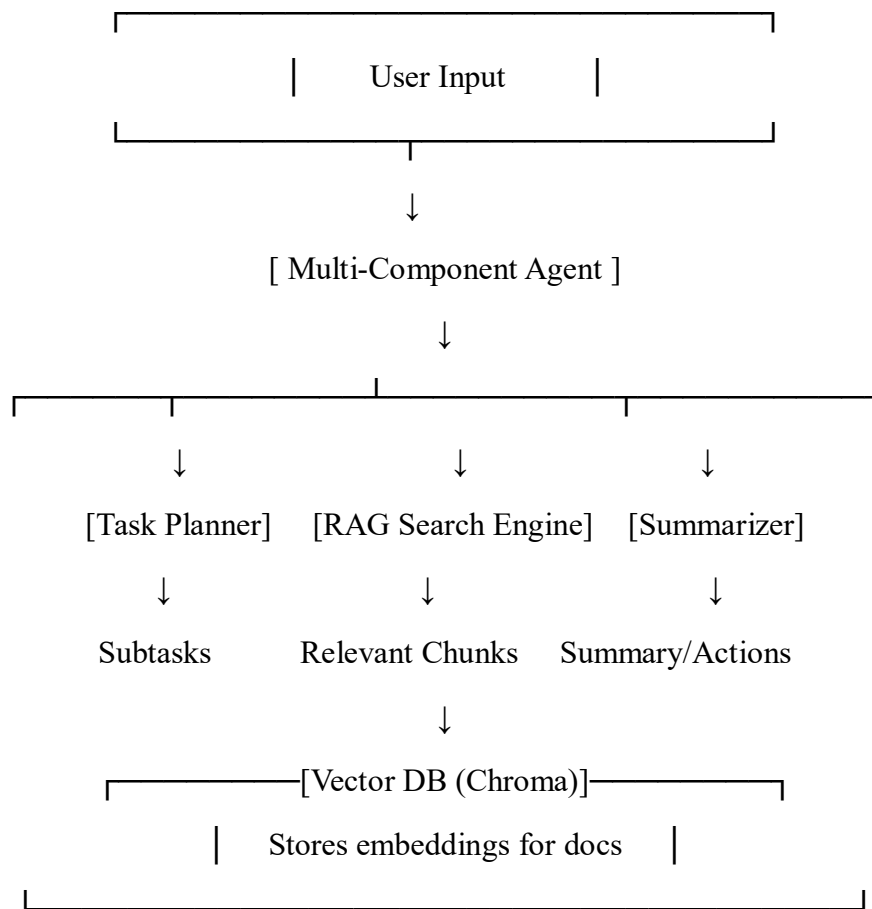 User Input
↓
[ Multi-Component Agent ]
↓
↓ ↓ ↓
[Task Planner] [RAG Search Engine] [Summarizer]
↓ ↓ ↓
Subtasks Relevant Chunks Summary/Actions
↓
[Vector DB (Chroma)]
Stores embeddings for docs